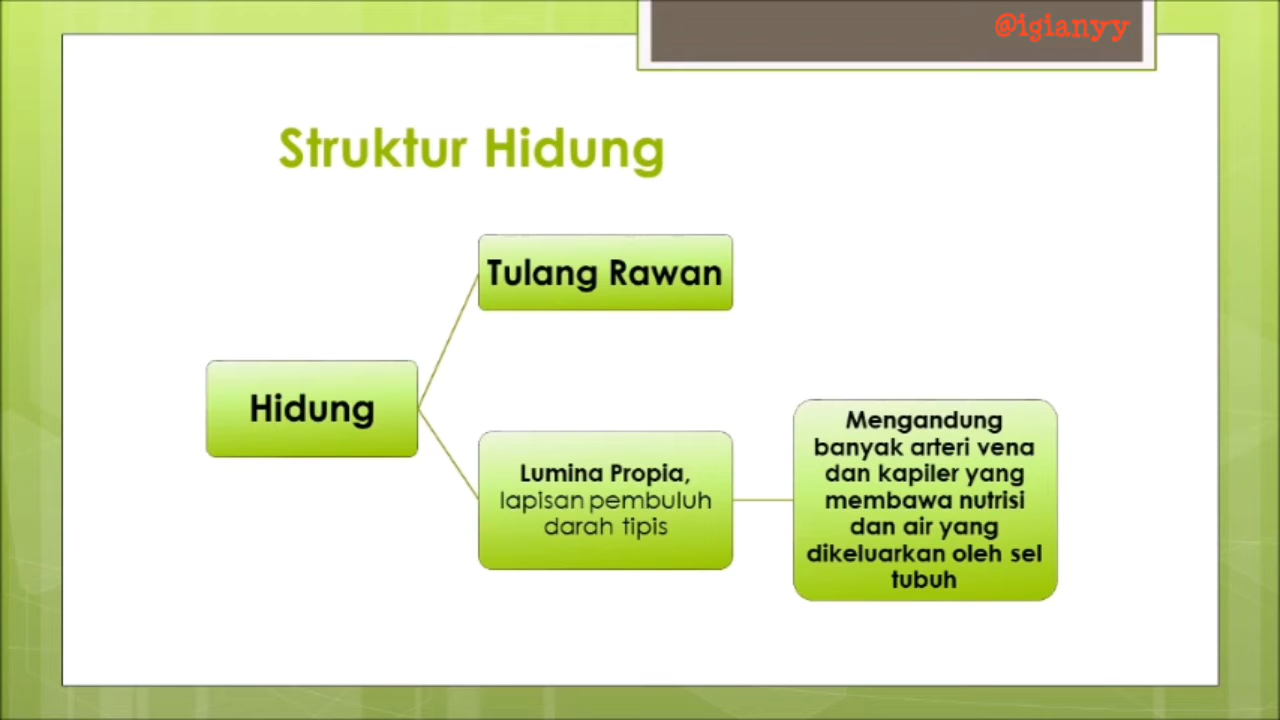 @igianyy
Struktur Hidung
Tulang Rawan
Hidung
Lumina Propia,
lapisan pembuluh
darah tipis
Mengandung
banyak arteri vena
dan kapiler yang
membawa nutrisi
dan air yang
dikeluarkan oleh sel
tubuh